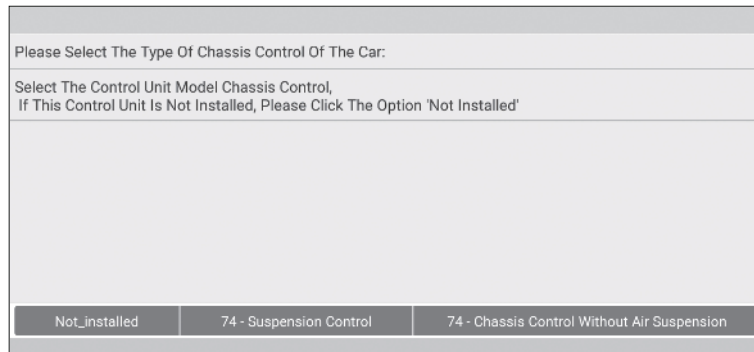 Please Select The Type Of Chassis Control Of The Car:
Select The Control Unit Model Chassis Control,
If This Control Unit Is Not Installed, Please Click The Option 'Not Installed'
Not_installed
74 - Suspension Control
74 - Chassis Control Without Air Suspension